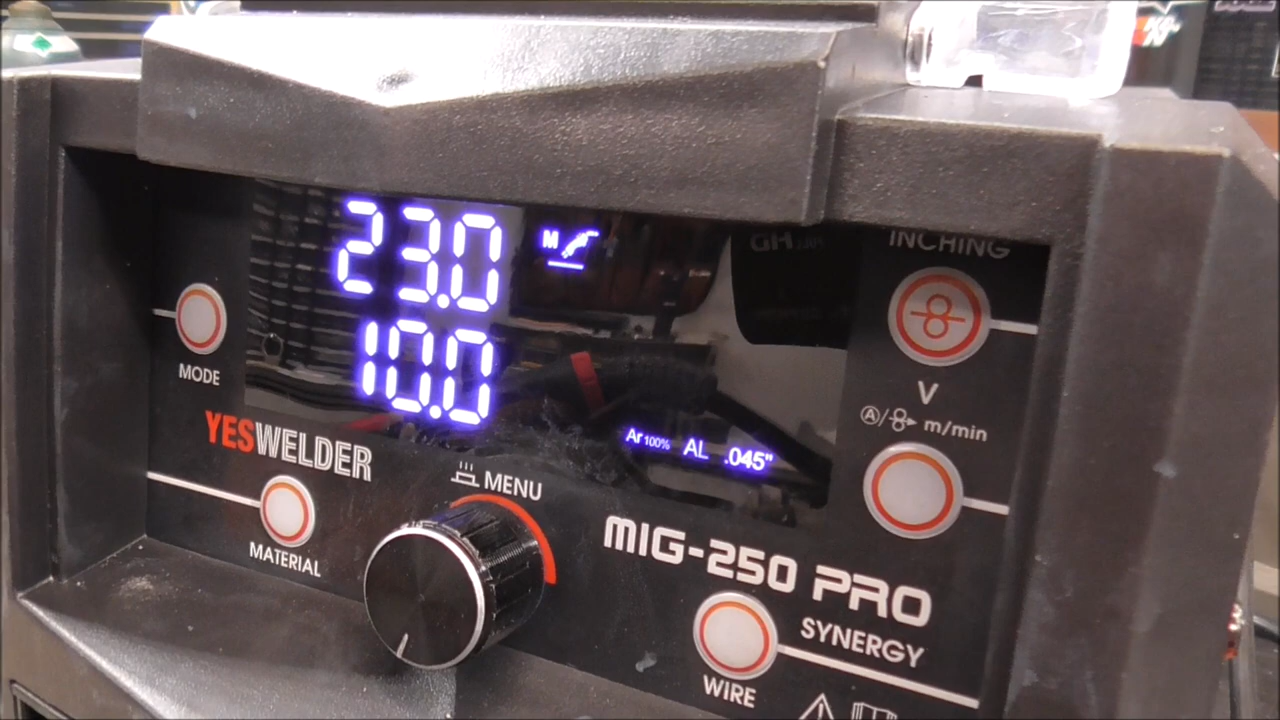 23.0
M
10.0
GH
INCHING
MODE
V
A/ m/min
YESWELDER
Ar100% AL .045"
MENU
MATERIAL
MIG-250 PRO
SYNERGY
WIRE